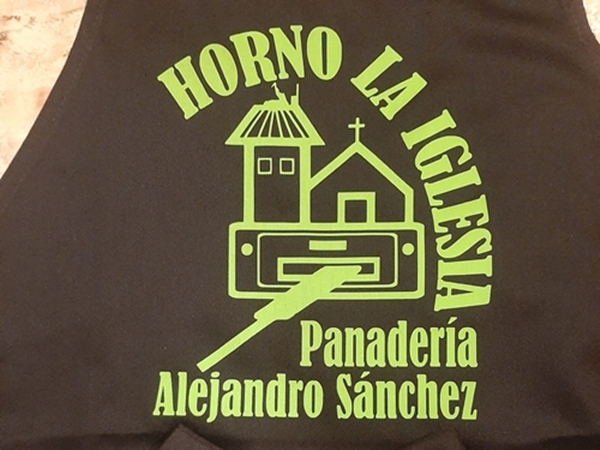 HORNO LA IGLESIA
Panadería
Alejandro Sánchez